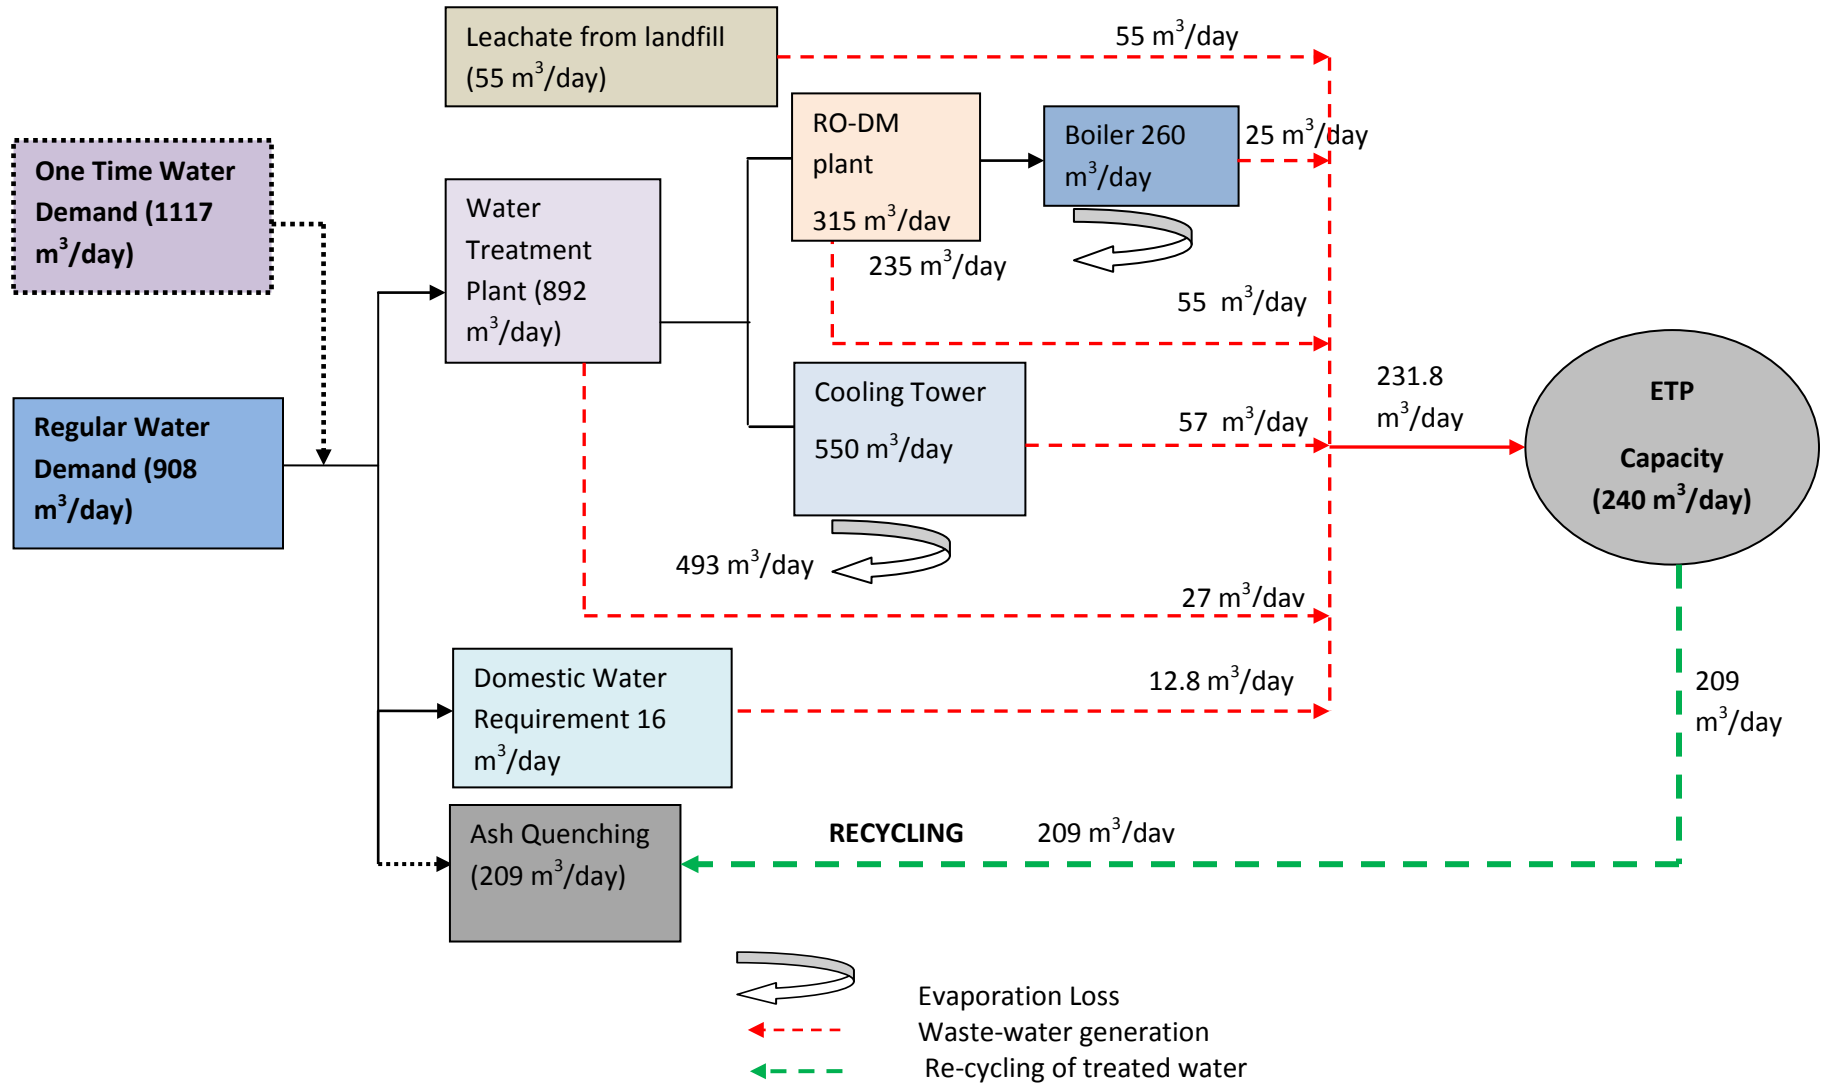 Leachate from landfill
(55 m³/day)
55 m³/day
One Time Water
Demand (1117
m³/day)
RO-DM
plant
315 m³/dav
Boiler 260
m³/day
25 m³/day
Water
Treatment
Plant (892
m³/day)
235 m³/day
55 m³/day
Regular Water
Demand (908
m³/day)
Cooling Tower
550 m³/day
57 m³/day
231.8
m³/day
ETP
Capacity
(240 m³/day)
493 m³/day
27 m³/dav
Domestic Water
Requirement 16
m³/day
12.8 m³/day
209
m³/day
Ash Quenching
(209 m³/day)
RECYCLING 209 m³/dav
Evaporation Loss
Waste-water generation
Re-cycling of treated water